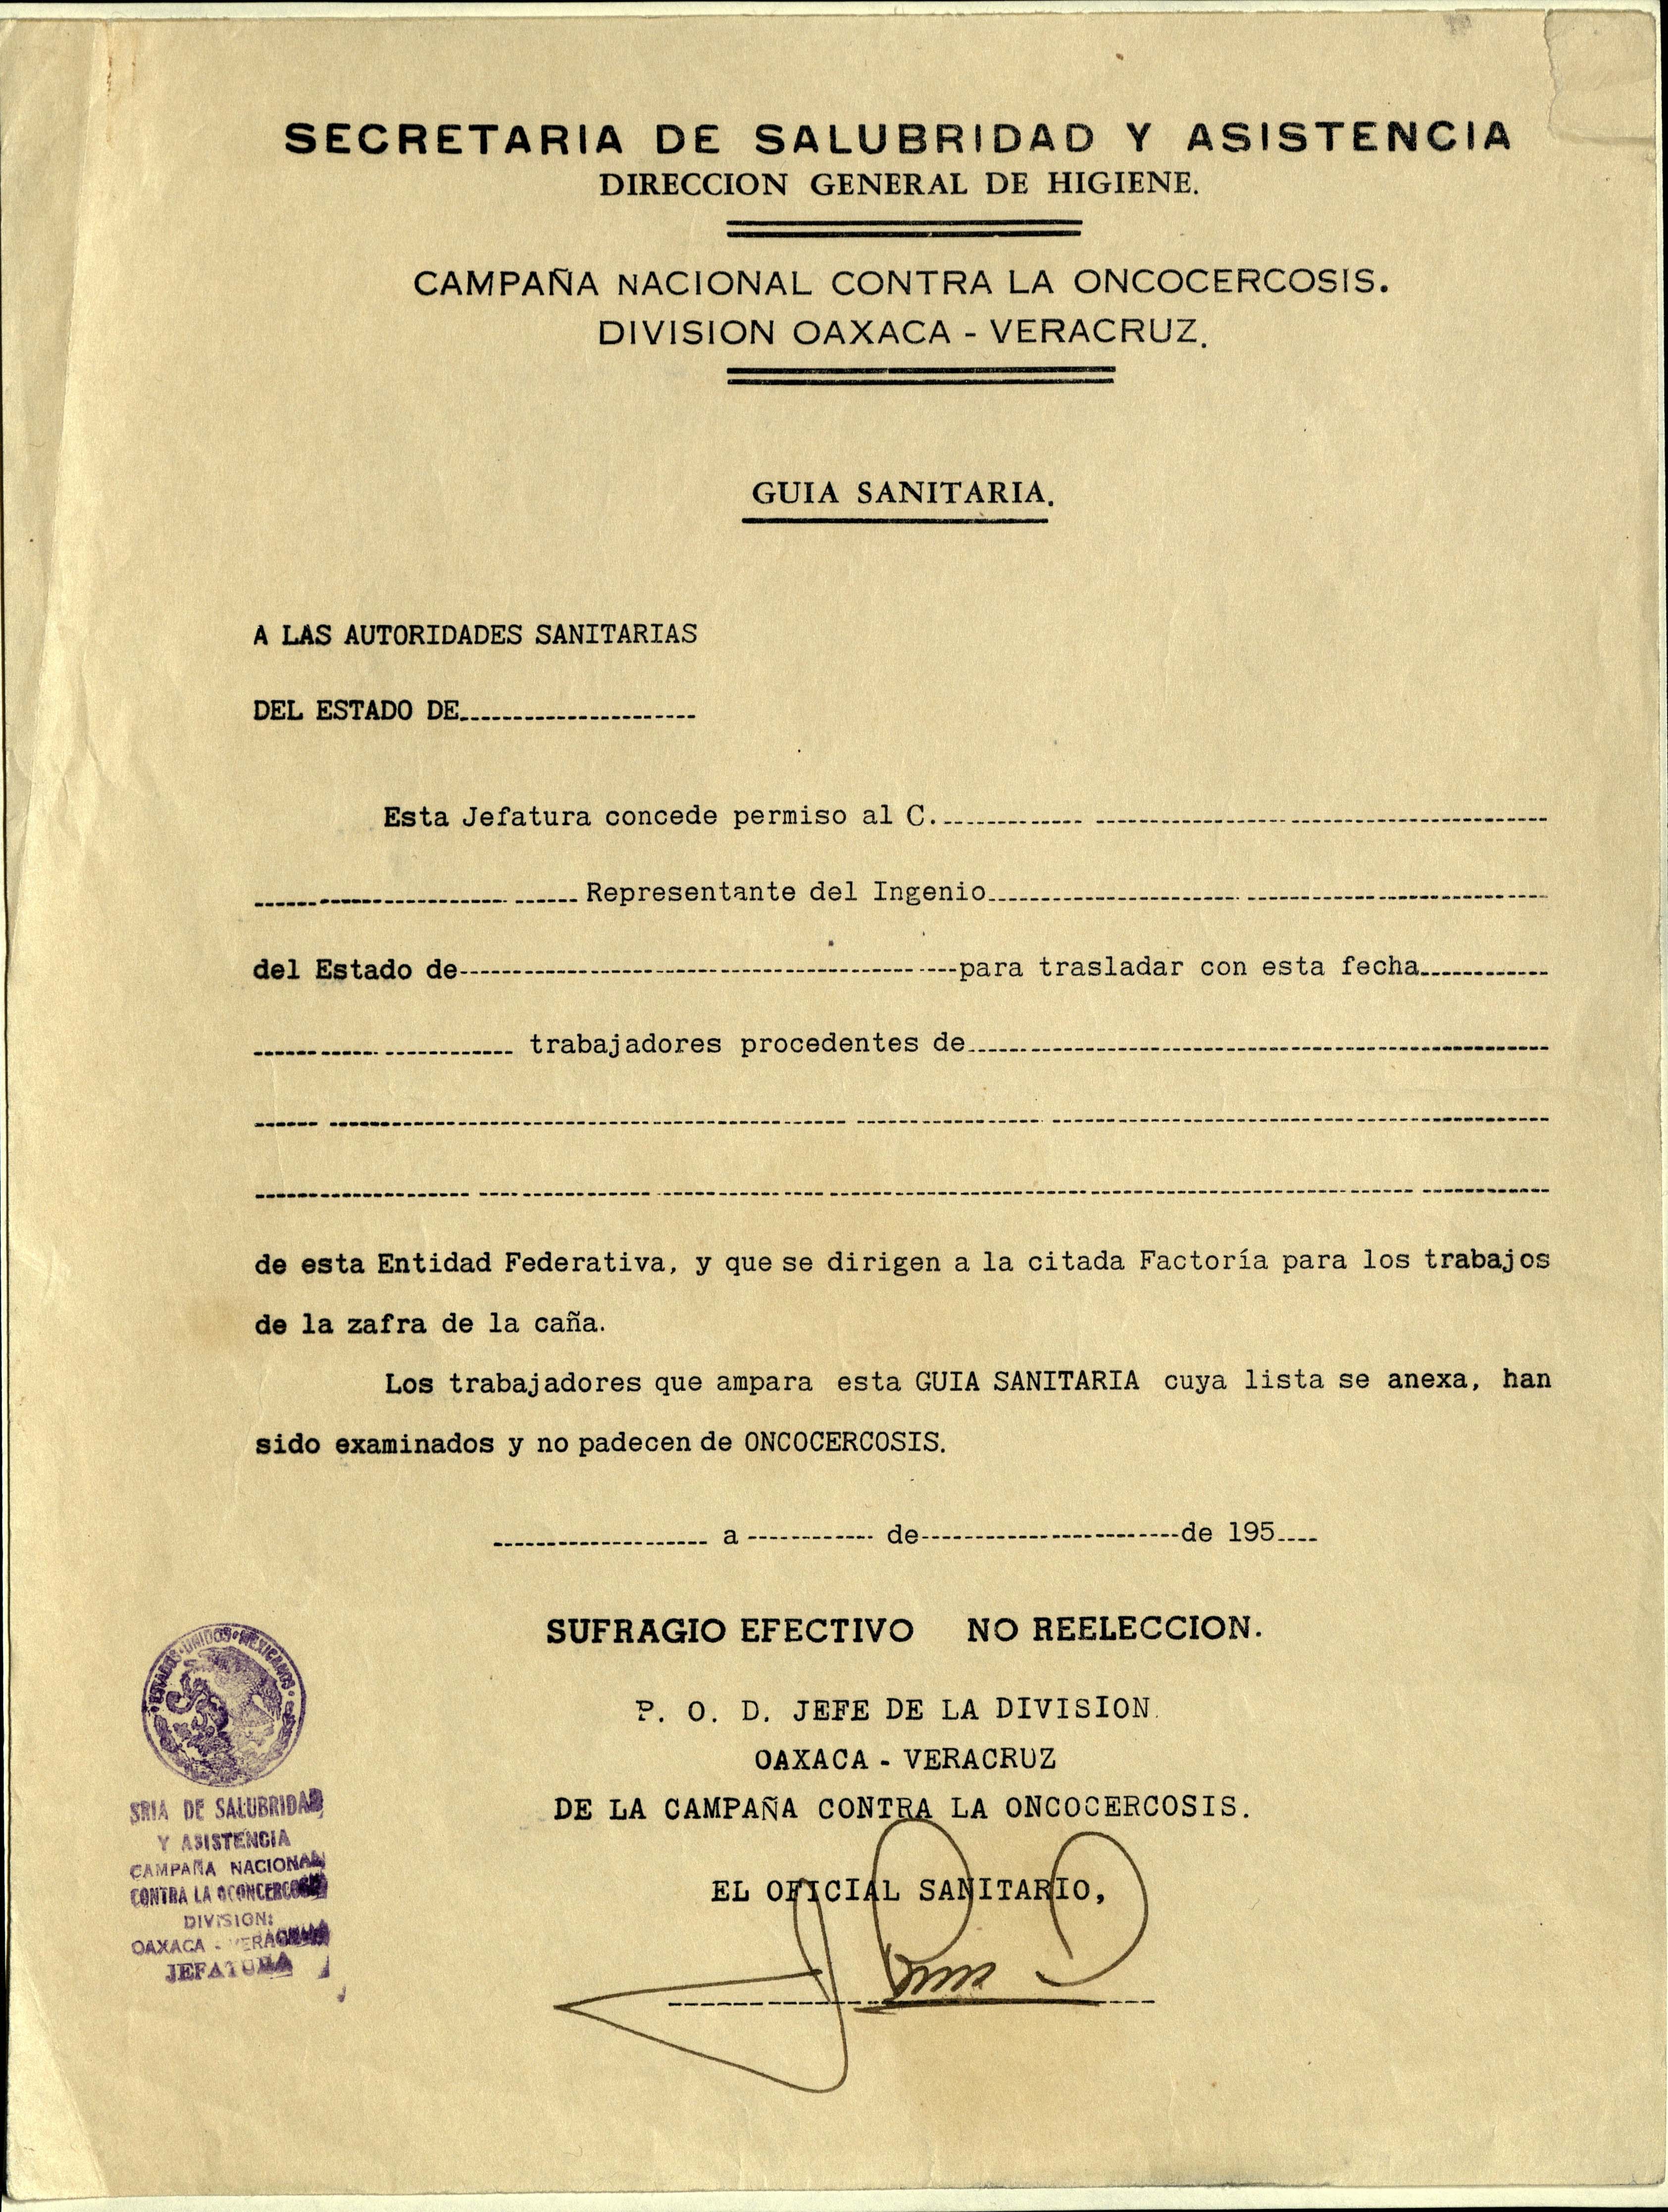 SECRETARIA DE SALUBRIDAD Y ASISTENCIA
DIRECCION GENERAL DE HIGIENE.
CAMPAÑA NACIONAL CONTRA LA ONCOCERCOSIS.
DIVISION OAXACA - VERACRUZ.
GUIA SANITARIA.
A LAS AUTORIDADES SANITARIAS
DEL ESTADO DE
Esta Jefatura concede permiso al C.
Representante del Ingenio
del Estado de para trasladar con esta fecha
trabajadores procedentes de
de esta Entidad Federativa, y que se dirigen a la citada Factoría para los trabajos
de la zafra de la caña.
Los trabajadores que ampara esta GUIA SANITARIA cuya lista se anexa, han
sido examinados y no padecen de ONCOCERCOSIS.
a de de 195
SUFRAGIO EFECTIVO NO REELECCION.
P. O. D. JEFE DE LA DIVISION.
OAXACA - VERACRUZ
DE LA CAMPAÑA CONTRA LA ONCOCERCOSIS.
EL OFICIAL SANITARIO,
ESTADOS UNIDOS MEXICANOS
SRIA DE SALUBRIDAD
Y ASISTENCIA
CAMPAÑA NACIONAL
CONTRA LA
DIVISION:
OAXACA - VERACRUZ
JEFATURA